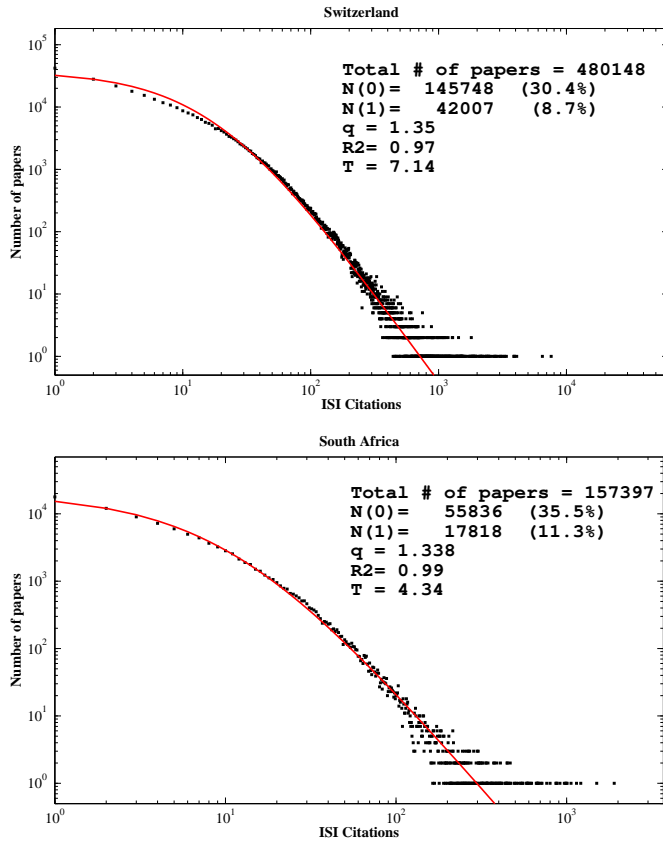 Switzerland
Total # of papers = 480148
N(0)= 145748 (30.4%)
N(1)= 42007 (8.7%)
q = 1.35
R2= 0.97
T = 7.14
Number of papers
10^5
10^4
10^3
10^2
10^1
10^0
10^0 10^1 10^2 10^3 10^4
ISI Citations
South Africa
Total # of papers = 157397
N(0)= 55836 (35.5%)
N(1)= 17818 (11.3%)
q = 1.338
R2= 0.99
T = 4.34
Number of papers
10^4
10^3
10^2
10^1
10^0
10^0 10^1 10^2 10^3
ISI Citations